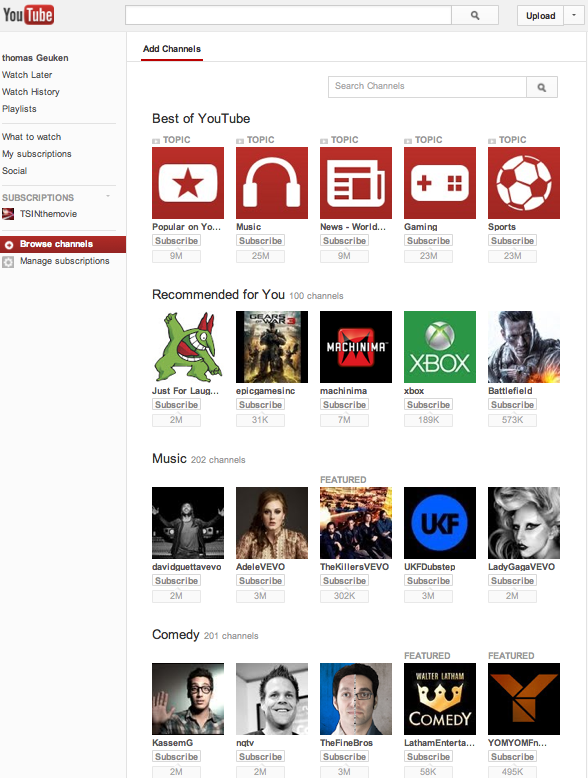 YouTube
Upload
thomas Geuken
Watch Later
Watch History
Playlists
What to watch
My subscriptions
Social
SUBSCRIPTIONS
TSINthemovie
Browse channels
Manage subscriptions
Add Channels
Search Channels
Best of YouTube
TOPIC TOPIC TOPIC TOPIC TOPIC
Popular on Yo... Music News - World... Gaming Sports
Subscribe Subscribe Subscribe Subscribe Subscribe
9M 25M 9M 23M 23M
Recommended for You 100 channels
GEARS OF WAR 3
MACHINIMA
XBOX
Just For Laug... epicgamesinc machinima xbox Battlefield
Subscribe Subscribe Subscribe Subscribe Subscribe
2M 31K 7M 189K 573K
Music 202 channels
FEATURED
UKF
davidguettavevo AdeleVEVO TheKillersVEVO UKFDubstep LadyGagaVEVO
Subscribe Subscribe Subscribe Subscribe Subscribe
2M 3M 302K 3M 2M
Comedy 201 channels
FEATURED FEATURED
WALTER LATHAM
COMEDY
KassemG nqtv TheFineBros LathamEnterta... YOMYOMFn...
Subscribe Subscribe Subscribe Subscribe Subscribe
2M 2M 3M 58K 495K